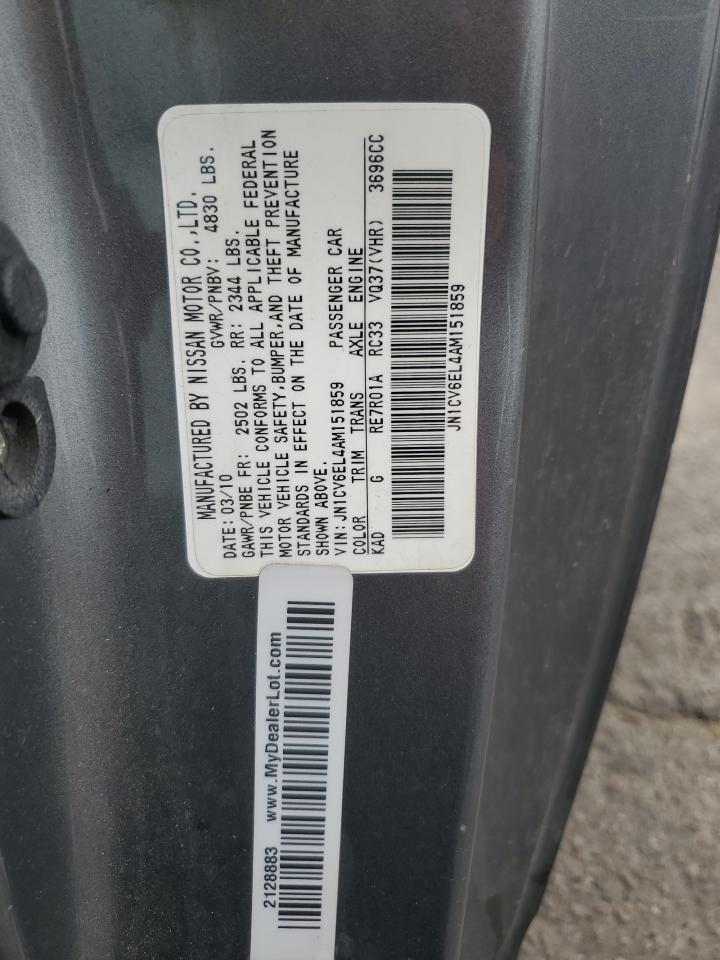 MANUFACTURED BY NISSAN MOTOR CO.,LTD.
DATE: 03/10 GVWR/PNBV: 4830 LBS.
GAWR/PNBE FR: 2502 LBS. RR: 2344 LBS.
THIS VEHICLE CONFORMS TO ALL APPLICABLE FEDERAL
MOTOR VEHICLE SAFETY,BUMPER,AND THEFT PREVENTION
STANDARDS IN EFFECT ON THE DATE OF MANUFACTURE
SHOWN ABOVE.
VIN: JN1CV6EL4AM151859 PASSENGER CAR
COLOR TRIM TRANS AXLE ENGINE
KAD G RE7R01A RC33 VQ37(VHR) 3696CC
JN1CV6EL4AM151859
2128883 www.MyDealerLot.com